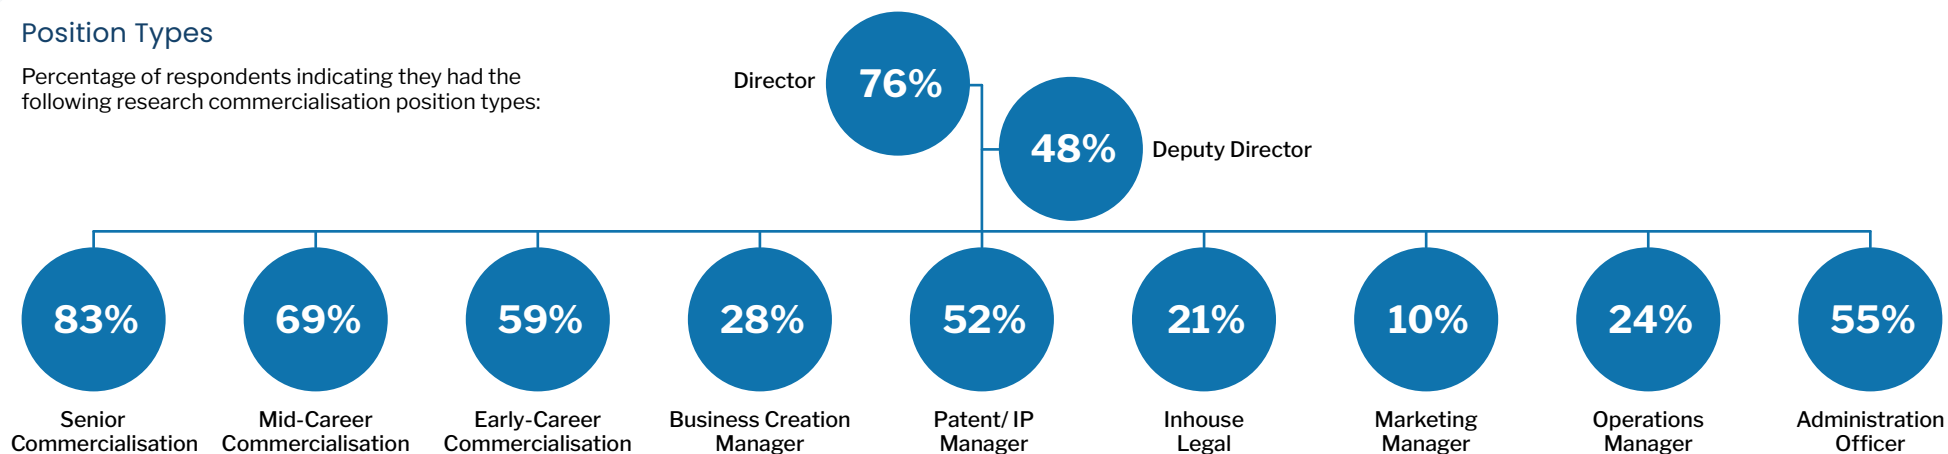 Position Types
Percentage of respondents indicating they had the
following research commercialisation position types:
Director
76%
48%
Deputy Director
83%
69%
59%
28%
52%
21%
10%
24%
55%
Senior
Commercialisation
Mid-Career
Commercialisation
Early-Career
Commercialisation
Business Creation
Manager
Patent/ IP
Manager
Inhouse
Legal
Marketing
Manager
Operations
Manager
Administration
Officer